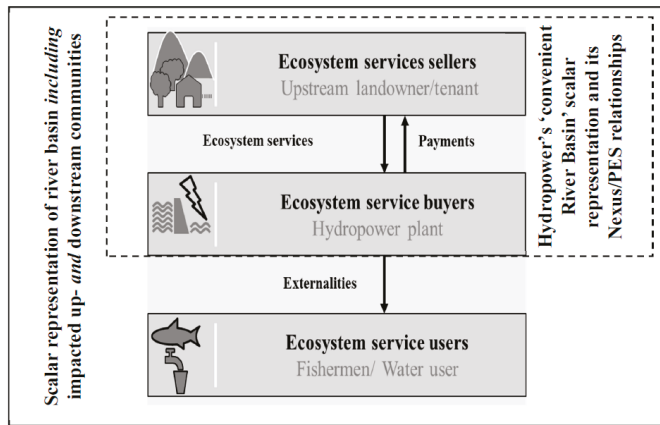 Scalar representation of river basin including
impacted up- and downstream communities
Ecosystem services sellers
Upstream landowner/tenant
Ecosystem services
Payments
Ecosystem service buyers
Hydropower plant
Externalities
Ecosystem service users
Fishermen/ Water user
Hydropower's 'convenient
River Basin' scalar
representation and its
Nexus/PES relationships